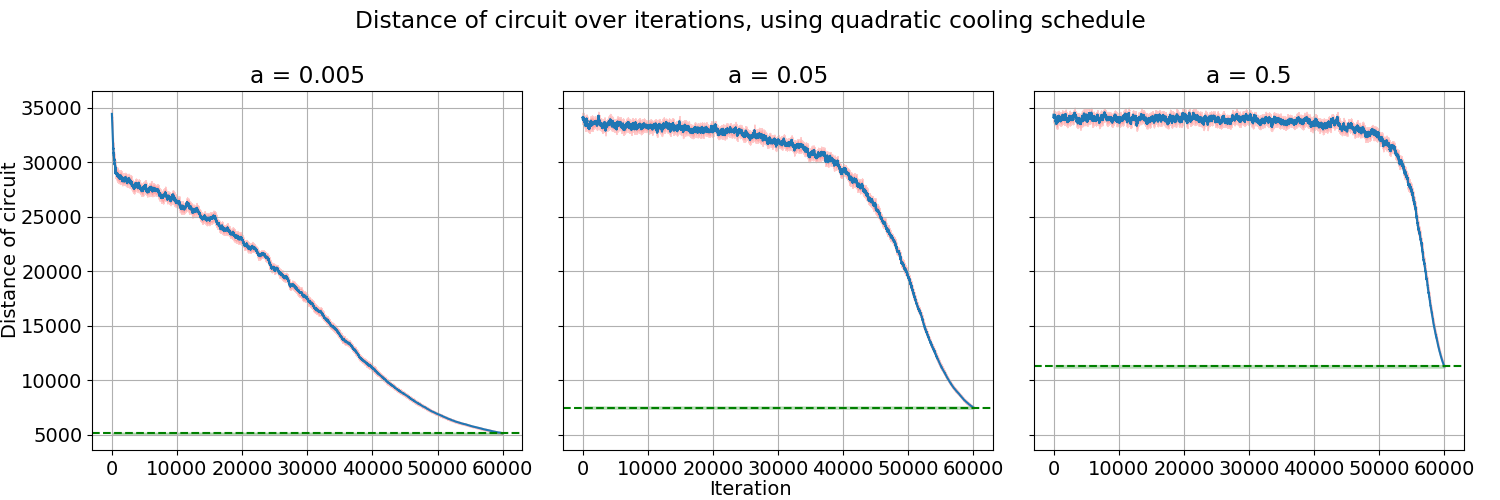 Distance of circuit over iterations, using quadratic cooling schedule
a = 0.005
a = 0.05
a = 0.5
Distance of circuit
35000
30000
25000
20000
15000
10000
5000
0 10000 20000 30000 40000 50000 60000
0 10000 20000 30000 40000 50000 60000
0 10000 20000 30000 40000 50000 60000
Iteration